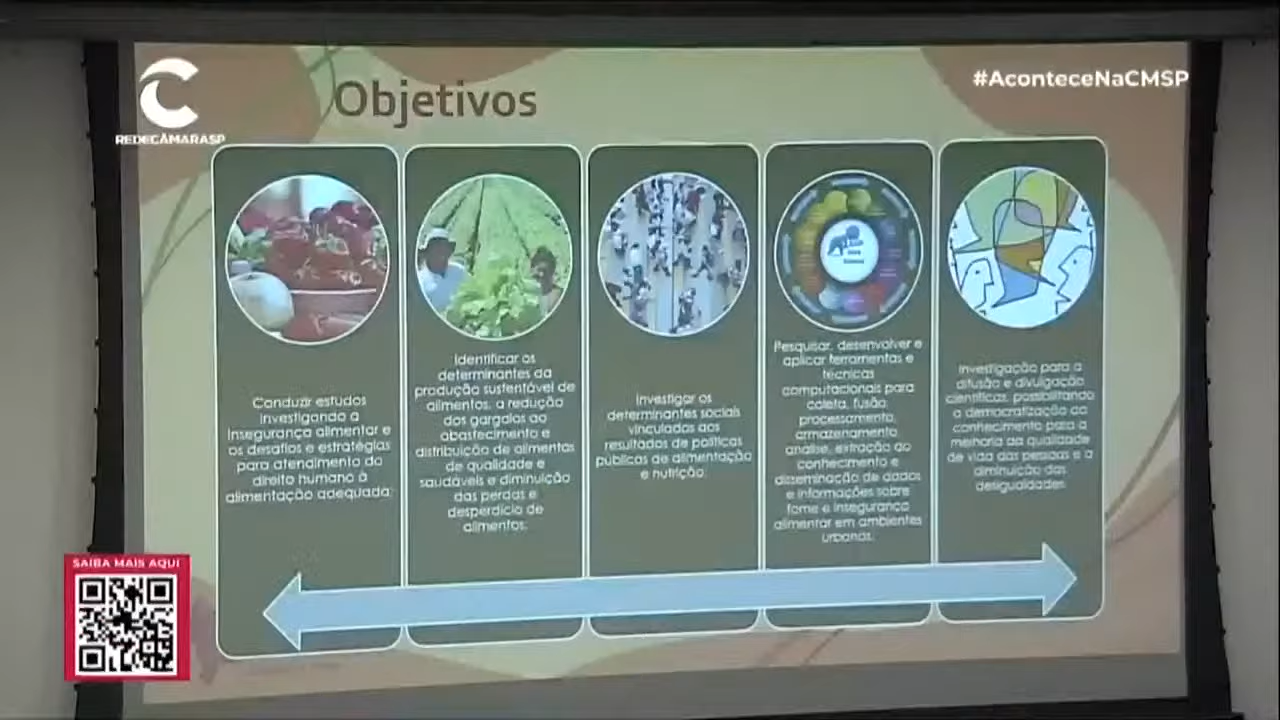 REDECÂMARASP
Objetivos
#AconteceNaCMSP
Conduzir estudos
investigando a
insegurança alimentar e
os desafios e estratégias
para atendimento do
direito humano à
alimentação adequada;
Identificar os
determinantes da
produção sustentável de
alimentos, a redução
dos gargalos ao
abastecimento e
distribuição de alimentos
de qualidade e
saudáveis e diminuição
das perdas e
desperdício de
alimentos;
Investigar os
determinantes sociais
vinculados aos
resultados de políticas
públicas de alimentação
e nutrição;
Pesquisar, desenvolver e
aplicar ferramentas e
técnicas
computacionais para
coleta, fusão,
processamento,
armazenamento
análise, extração do
conhecimento e
disseminação de dados
e informações sobre
fome e insegurança
alimentar em ambientes
urbanos;
Investigação para a
difusão e divulgação
científicas, possibilitando
a democratização do
conhecimento para a
melhoria da qualidade
de vida das pessoas e a
diminuição das
desigualdades
SAIBA MAIS AQUI